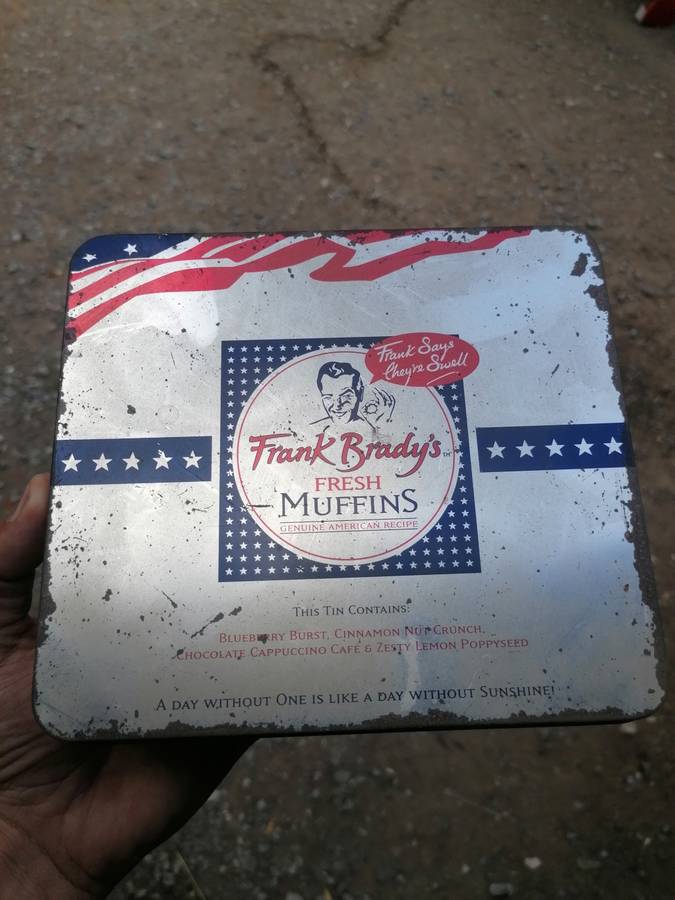 Frank Says
They're Swell
Frank Brady's™
FRESH
MUFFINS
GENUINE AMERICAN RECIPE
THIS TIN CONTAINS:
BLUEBERRY BURST, CINNAMON NUT CRUNCH,
CHOCOLATE CAPPUCCINO CAFE & ZESTY LEMON POPPYSEED
A DAY WITHOUT ONE IS LIKE A DAY WITHOUT SUNSHINE!